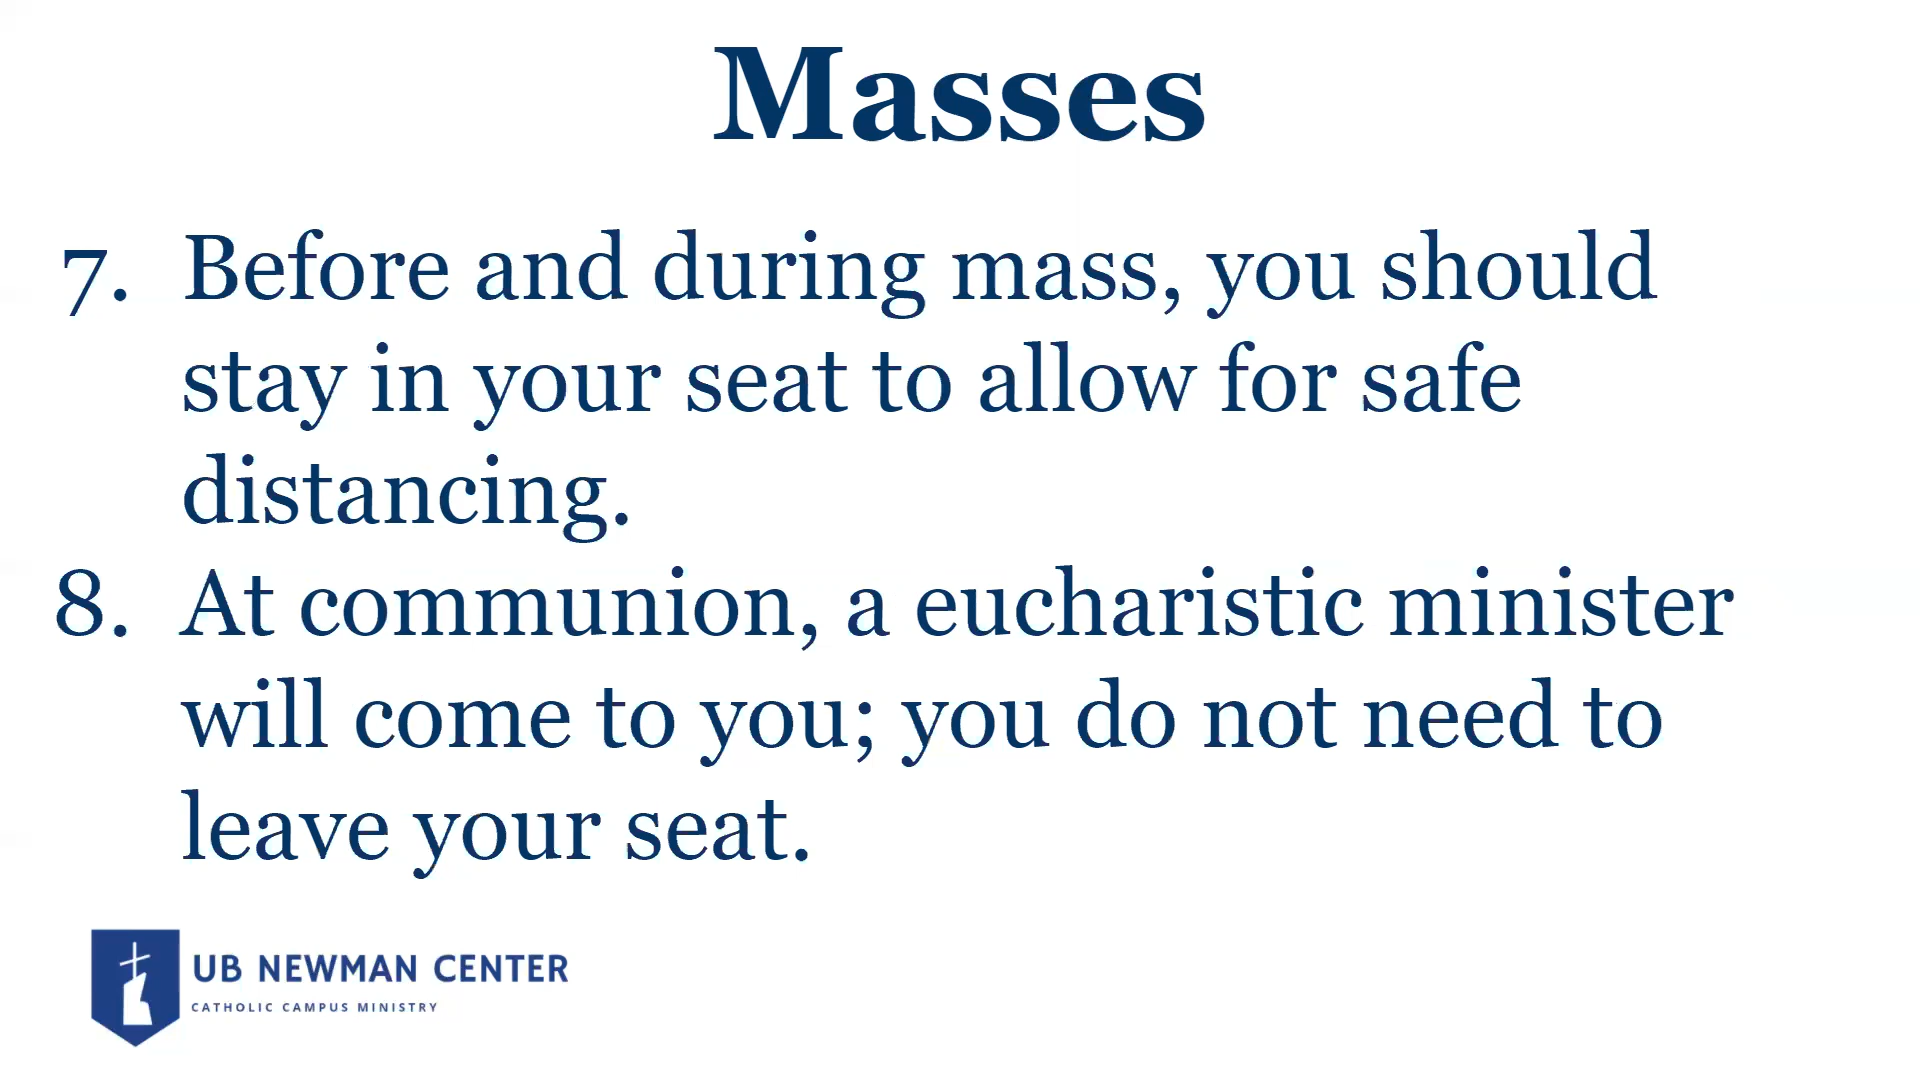 Masses
7. Before and during mass, you should
stay in your seat to allow for safe
distancing.
8. At communion, a eucharistic minister
will come to you; you do not need to
leave your seat.
UB NEWMAN CENTER
CATHOLIC CAMPUS MINISTRY